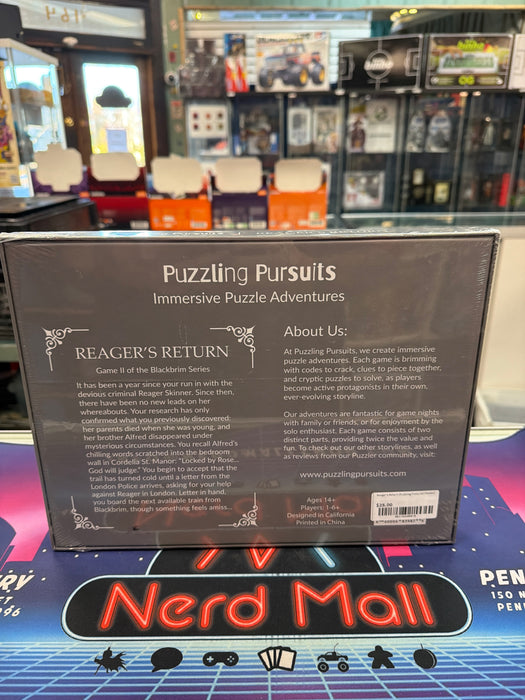 Puzzling Pursuits
Immersive Puzzle Adventures
REAGER'S RETURN
Game II of the Blackbrim Series
It has been a year since your run in with the
devious criminal Reager Skinner. Since then,
there have been no new leads on her
whereabouts. Your research has only
confirmed what you previously discovered:
her parents died when she was young, and
her brother Alfred disappeared under
mysterious circumstances. You recall Alfred's
chilling words scratched into the bedroom
wall in Cordelia St. Manor: "Locked by Rose...
God will judge." You begin to accept that the
trail has turned cold until a letter from the
London Police arrives, asking for your help
against Reager in London. Letter in hand,
you board the next available train from
Blackbrim, though something feels amiss...
About Us:
At Puzzling Pursuits, we create immersive
puzzle adventures. Each game is brimming
with codes to crack, clues to piece together,
and cryptic puzzles to solve, as players
become active protagonists in their own,
ever-evolving storyline.
Our adventures are fantastic for game nights
with family or friends, or for enjoyment by the
solo enthusiast. Each game consists of two
distinct parts, providing twice the value and
fun. To check out our other storylines, as well
as reviews from our Puzzler community, visit:
www.puzzlingpursuits.com
Ages 14+
Players: 1-6+
Designed in California
Printed in China
Nerd Mall
PEN
150 N
PEN